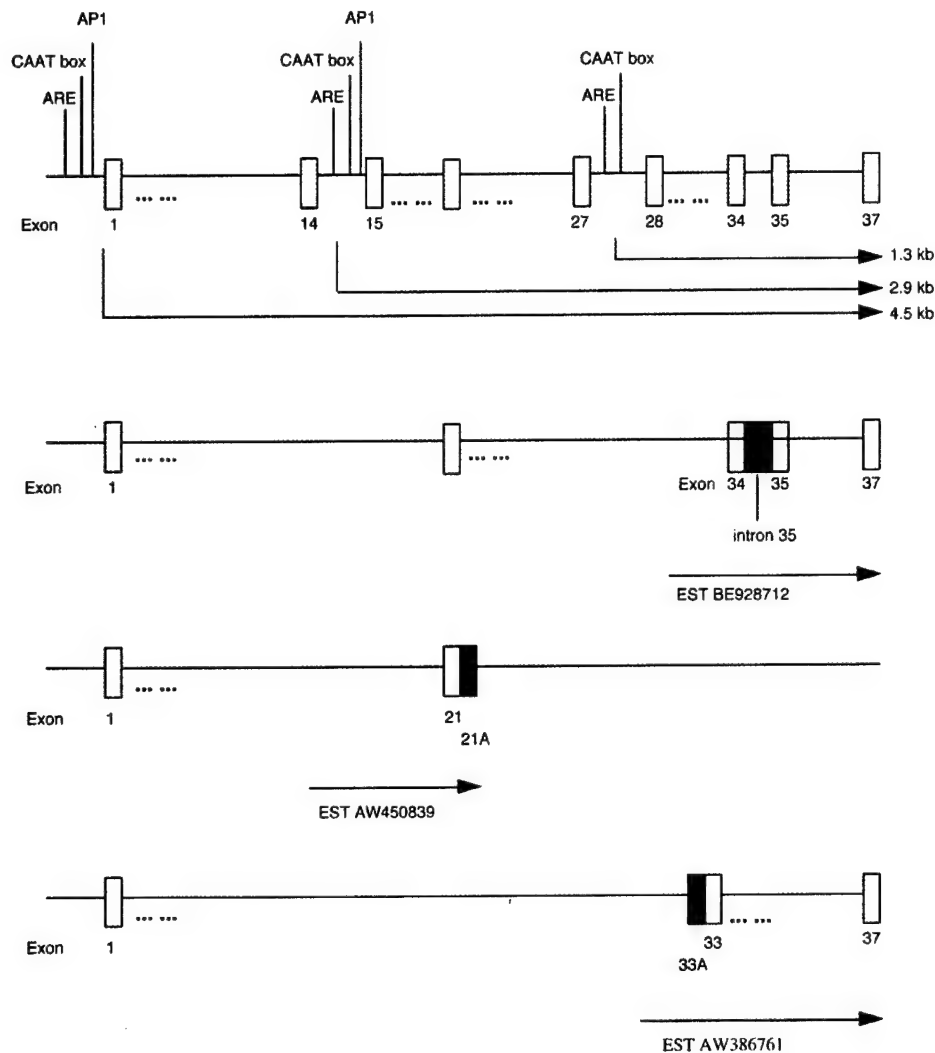 AP1 AP1
CAAT box CAAT box CAAT box
ARE ARE ARE
... ... ... ... ... ... ... ...
Exon 1 14 15 27 28 34 35 37
1.3 kb
2.9 kb
4.5 kb
... ... ... ...
Exon 1 Exon 34 35 37
intron 35
EST BE928712
... ...
Exon 1 21
21A
EST AW450839
... ... ... ...
Exon 1 33 37
33A
EST AW386761